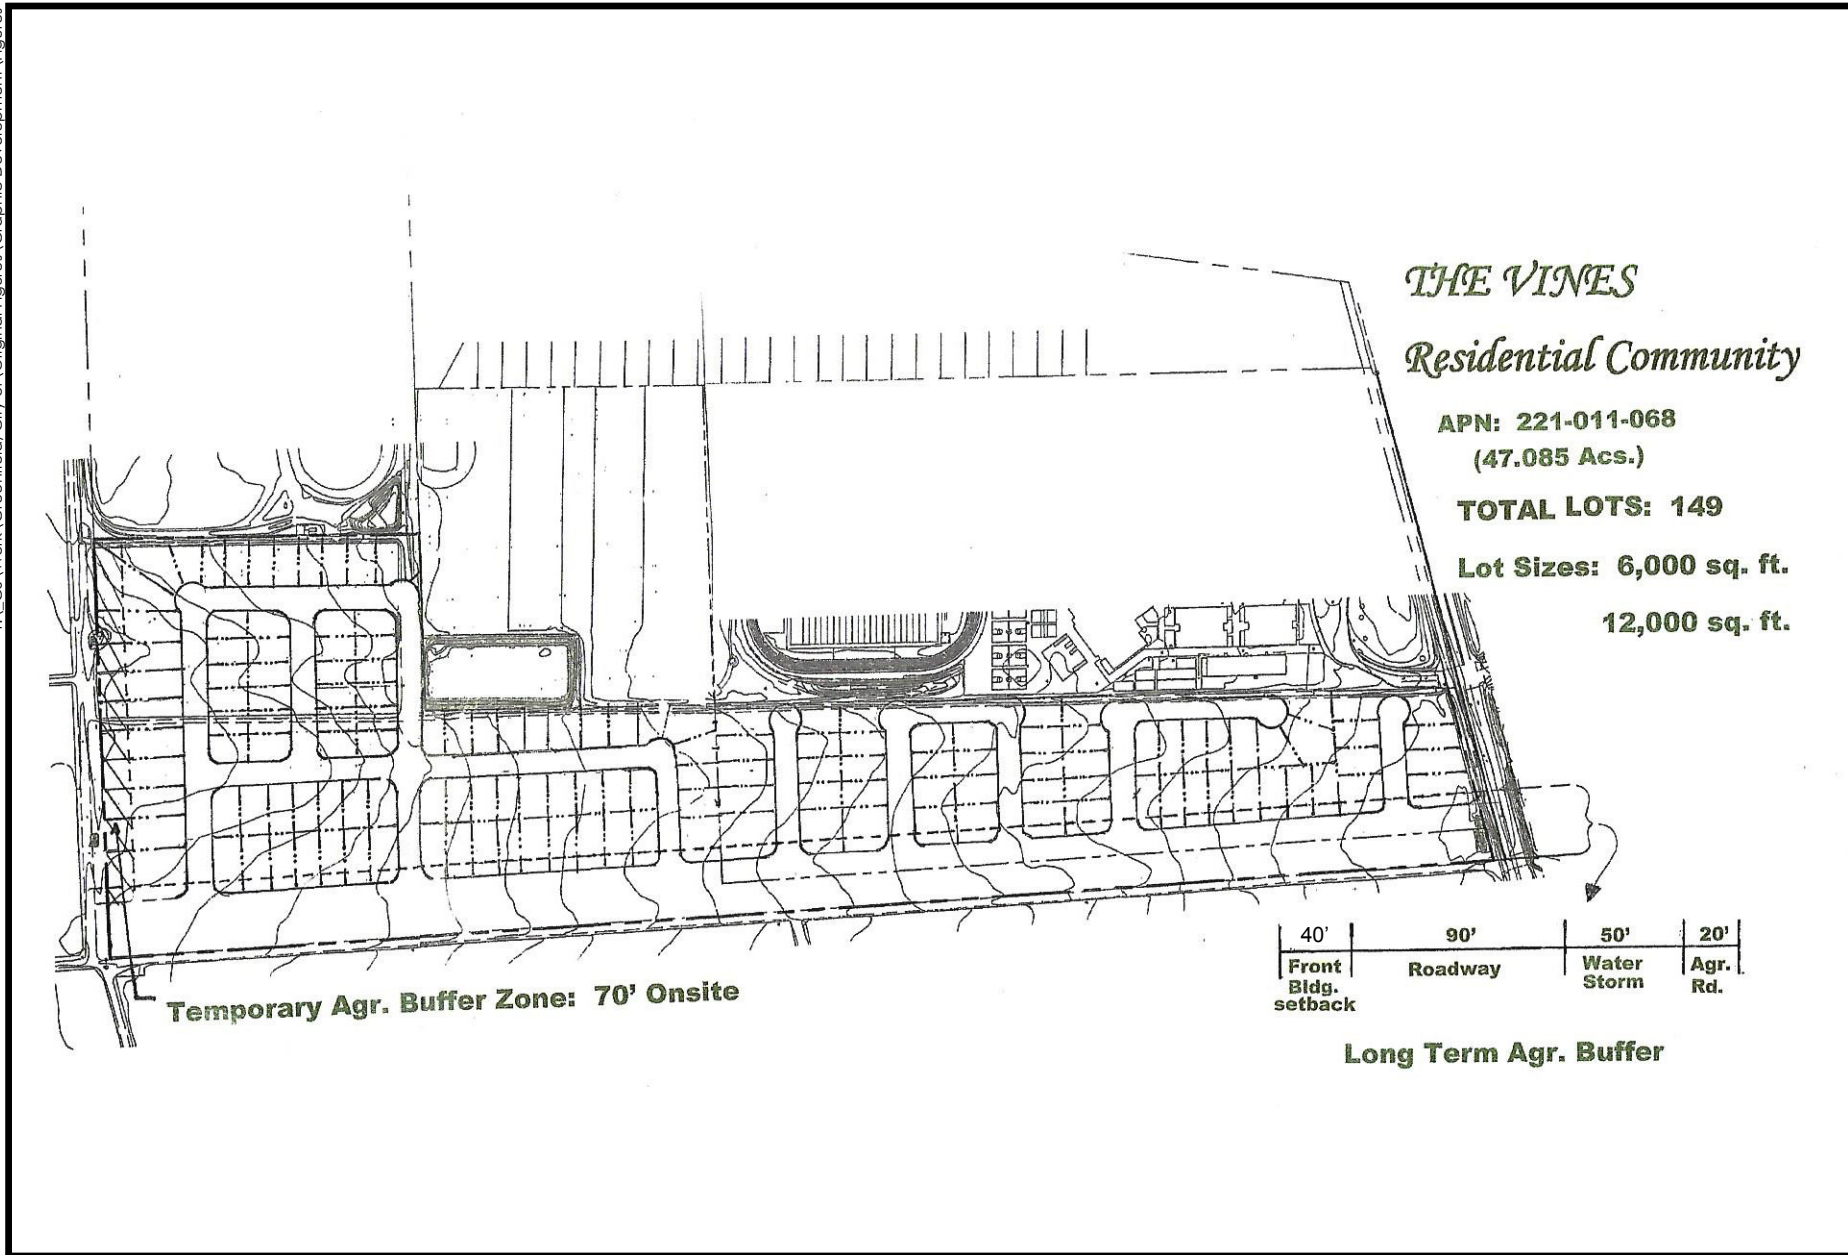 THE VINES
Residential Community
APN: 221-011-068
(47.085 Acs.)
TOTAL LOTS: 149
Lot Sizes: 6,000 sq. ft.
12,000 sq. ft.
40' 90' 50' 20'
Front Bldg. setback
Roadway
Water Storm
Agr. Rd.
Long Term Agr. Buffer
Temporary Agr. Buffer Zone: 70' Onsite